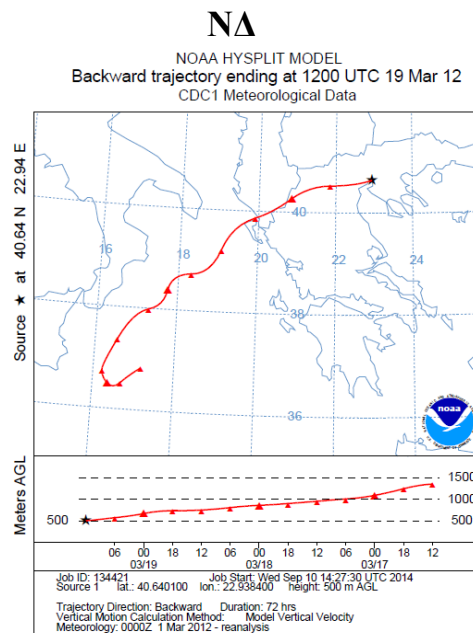 ΝΔ
NOAA HYSPLIT MODEL
Backward trajectory ending at 1200 UTC 19 Mar 12
CDC1 Meteorological Data
Source ★ at 40.64 N 22.94 E
16
18
20
22
24
40
38
36
noaa
Meters AGL
500
1500
1000
500
06 00 18 12 06 00 18 12 06 00 18 12
03/19 03/18 03/17
Job ID: 134421 Job Start: Wed Sep 10 14:27:30 UTC 2014
Source 1 lat.: 40.640100 lon.: 22.938400 height: 500 m AGL
Trajectory Direction: Backward Duration: 72 hrs
Vertical Motion Calculation Method: Model Vertical Velocity
Meteorology: 0000Z 1 Mar 2012 - reanalysis